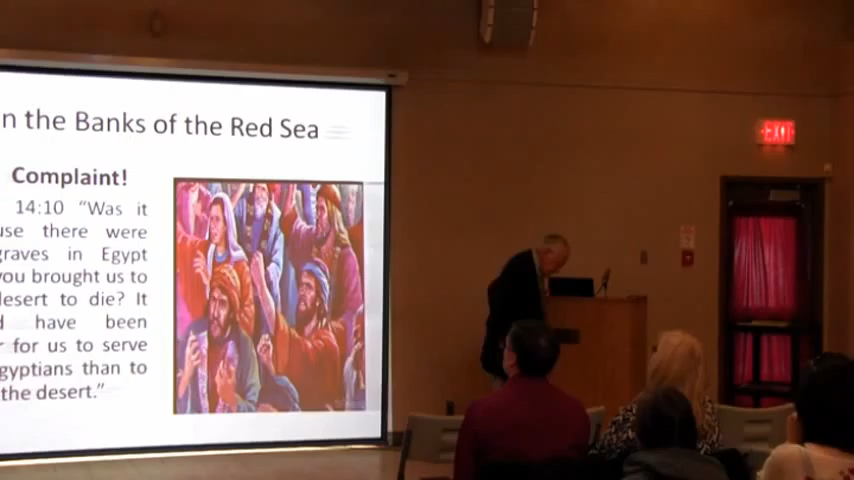 n the Banks of the Red Sea
Complaint!
14:10 “Was it
use there were
graves in Egypt
you brought us to
desert to die? It
d have been
r for us to serve
gyptians than to
the desert.”
EXIT